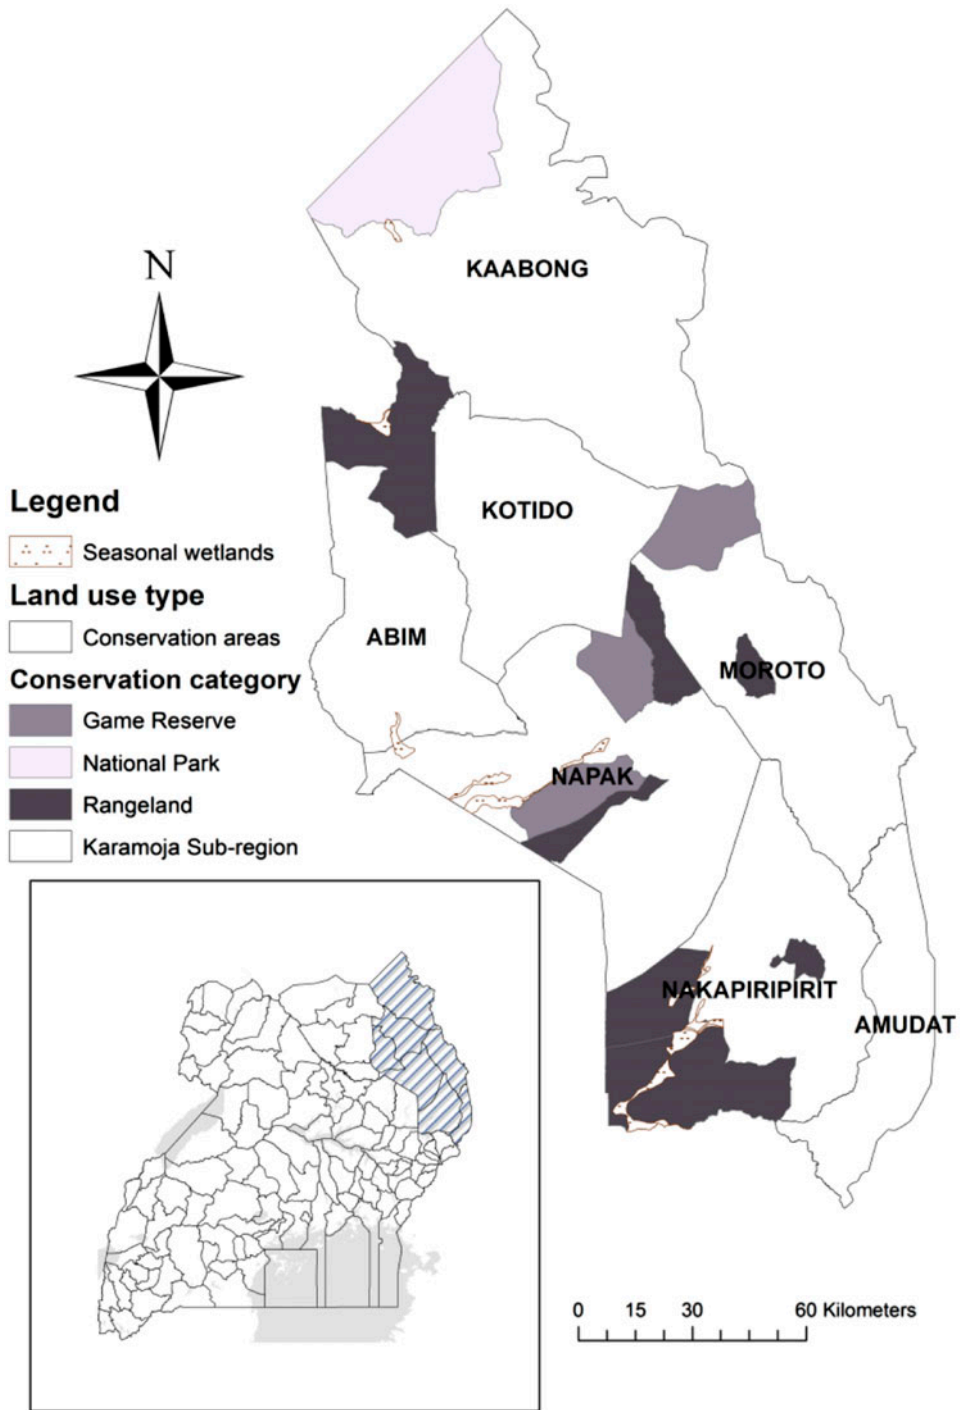 KAABONG
N
KOTIDO
Legend
Seasonal wetlands
Land use type
Conservation areas
Conservation category
Game Reserve
National Park
Rangeland
Karamoja Sub-region
ABIM
MOROTO
NAPAK
NAKAPIRIPIRIT
AMUDAT
0 15 30 60 Kilometers